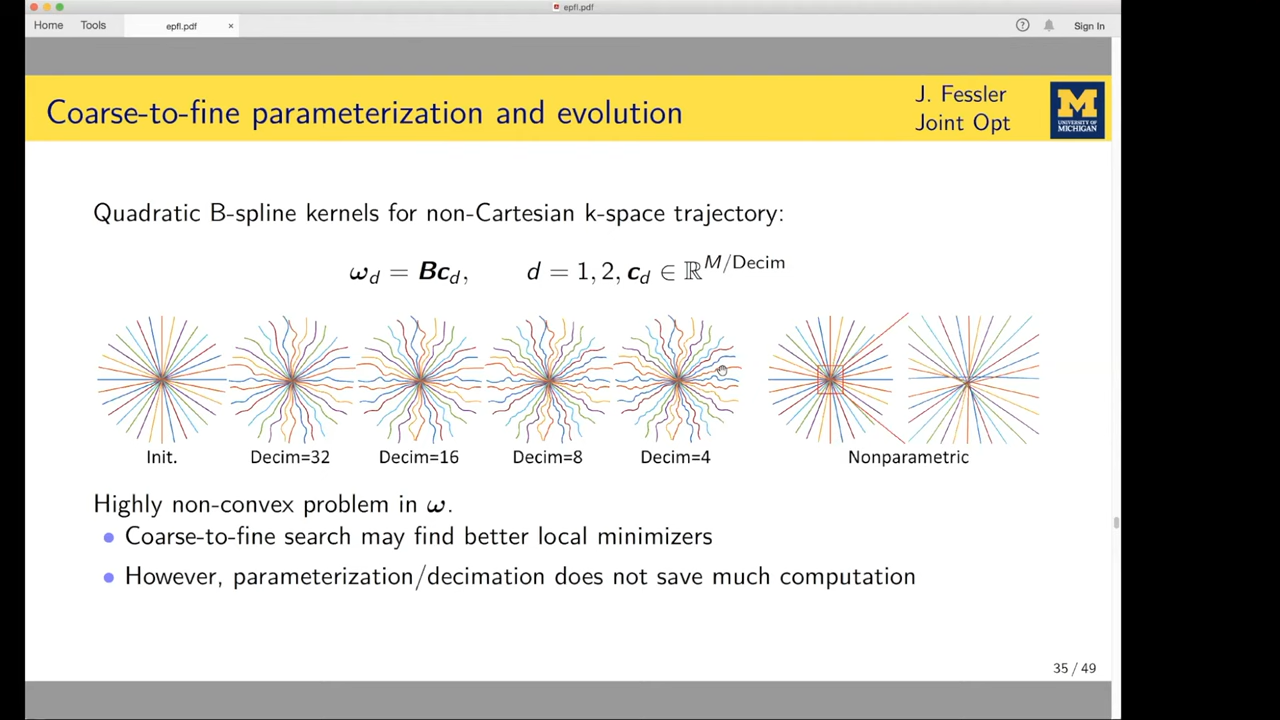 epfl.pdf
Home Tools epfl.pdf × ? Sign In
Coarse-to-fine parameterization and evolution
J. Fessler
Joint Opt
M
UNIVERSITY OF
MICHIGAN
Quadratic B-spline kernels for non-Cartesian k-space trajectory:
ω_d = Bc_d, d = 1, 2, c_d ∈ ℝ^{M/Decim}
Init. Decim=32 Decim=16 Decim=8 Decim=4 Nonparametric
Highly non-convex problem in ω.
• Coarse-to-fine search may find better local minimizers
• However, parameterization/decimation does not save much computation
35 / 49